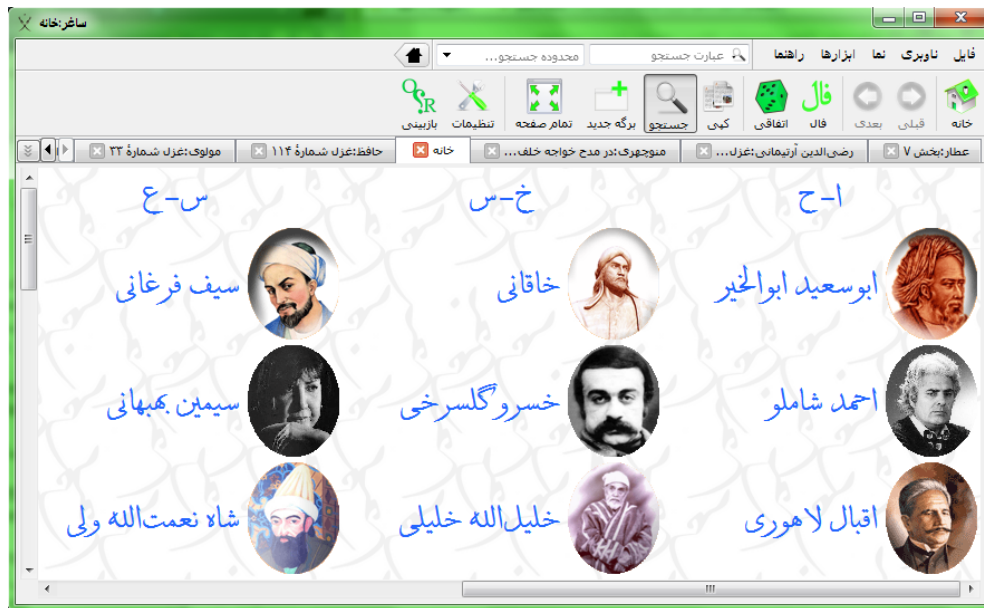 ساغر:خانه
فایل ناوبری نما ابزارها راهنما عبارت جستجو محدوده جستجو...
خانه قبلی بعدی فال اتفاقی کپی جستجو برگه جدید تمام صفحه تنظیمات بازبینی
فال OCR
عطار:بخش ۷ رضی‌الدین آرتیمانی:غزل... منوچهری:در مدح خواجه خلف... خانه حافظ:غزل شمارهٔ ۱۱۴ مولوی:غزل شمارهٔ ۳۳
ا-ح خ-س س-ع
ابوسعید ابوالخیر خاقانی سیف فرغانی
احمد شاملو خسرو گلسرخی سیمین بهبهانی
اقبال لاهوری خلیل‌الله خلیلی شاه نعمت‌الله ولی